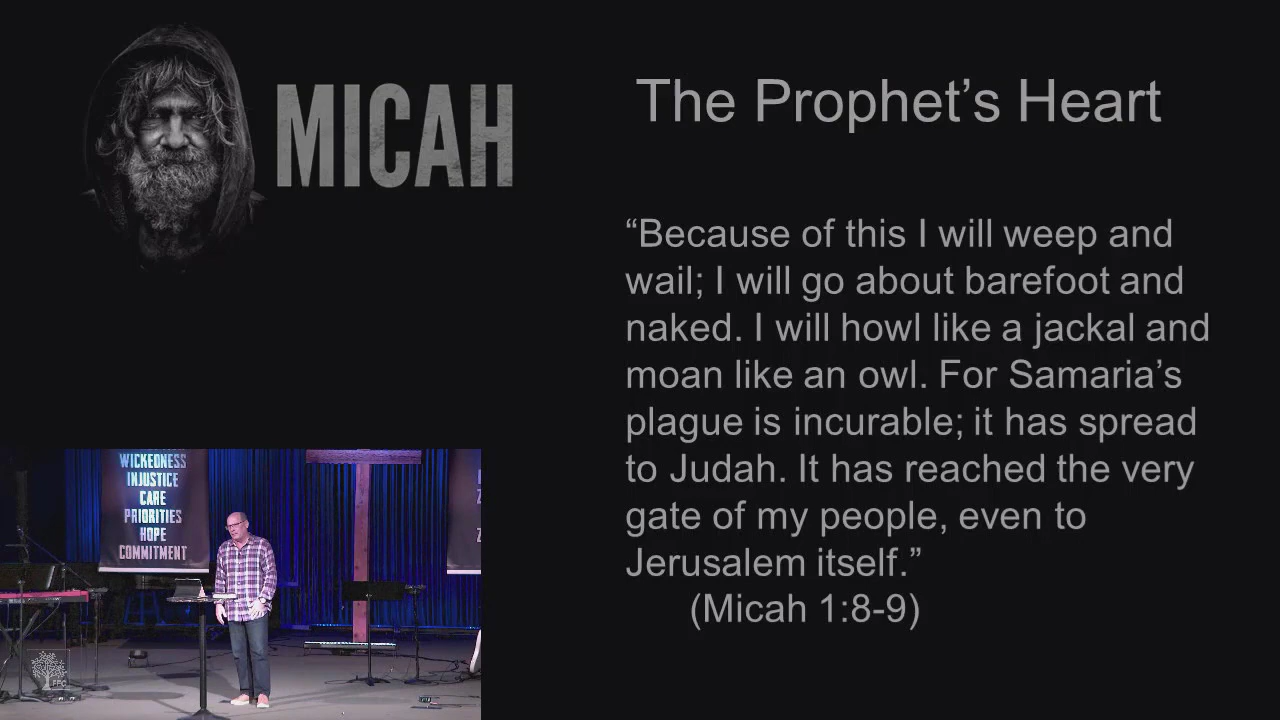 MICAH
The Prophet’s Heart
“Because of this I will weep and
wail; I will go about barefoot and
naked. I will howl like a jackal and
moan like an owl. For Samaria’s
plague is incurable; it has spread
to Judah. It has reached the very
gate of my people, even to
Jerusalem itself.”
(Micah 1:8-9)
WICKEDNESS
INJUSTICE
CARE
PRIORITIES
HOPE
COMMITMENT
FPC